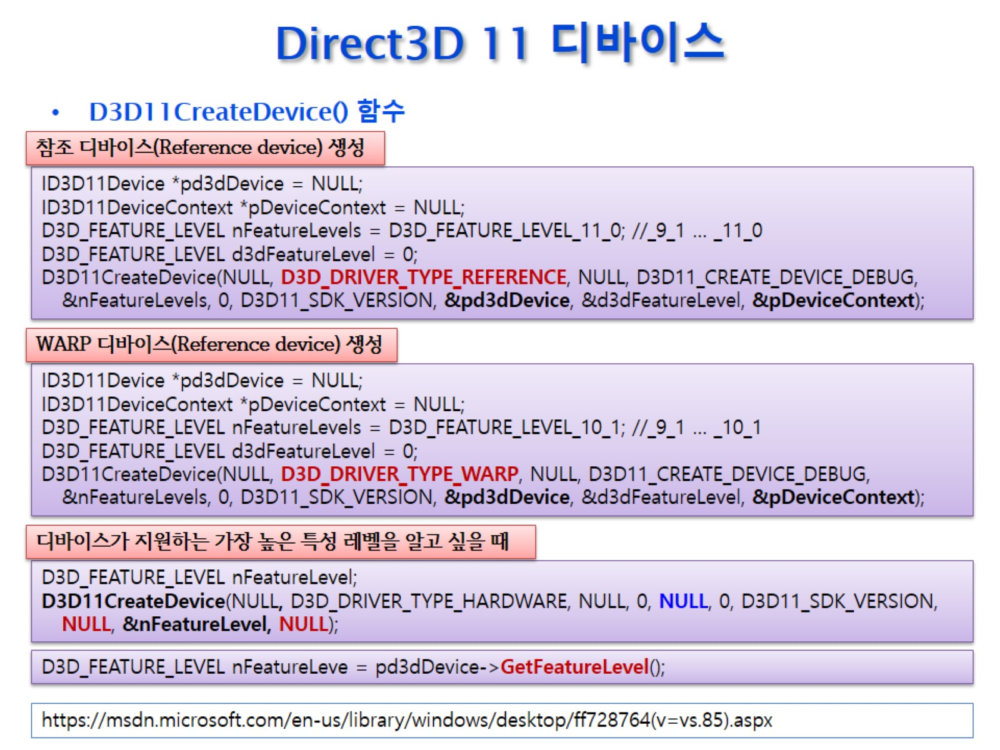 Direct3D 11 디바이스
• D3D11CreateDevice() 함수
참조 디바이스(Reference device) 생성
ID3D11Device *pd3dDevice = NULL;
ID3D11DeviceContext *pDeviceContext = NULL;
D3D_FEATURE_LEVEL nFeatureLevels = D3D_FEATURE_LEVEL_11_0; //_9_1 ... _11_0
D3D_FEATURE_LEVEL d3dFeatureLevel = 0;
D3D11CreateDevice(NULL, D3D_DRIVER_TYPE_REFERENCE, NULL, D3D11_CREATE_DEVICE_DEBUG,
&nFeatureLevels, 0, D3D11_SDK_VERSION, &pd3dDevice, &d3dFeatureLevel, &pDeviceContext);
WARP 디바이스(Reference device) 생성
ID3D11Device *pd3dDevice = NULL;
ID3D11DeviceContext *pDeviceContext = NULL;
D3D_FEATURE_LEVEL nFeatureLevels = D3D_FEATURE_LEVEL_10_1; //_9_1 ... _10_1
D3D_FEATURE_LEVEL d3dFeatureLevel = 0;
D3D11CreateDevice(NULL, D3D_DRIVER_TYPE_WARP, NULL, D3D11_CREATE_DEVICE_DEBUG,
&nFeatureLevels, 0, D3D11_SDK_VERSION, &pd3dDevice, &d3dFeatureLevel, &pDeviceContext);
디바이스가 지원하는 가장 높은 특성 레벨을 알고 싶을 때
D3D_FEATURE_LEVEL nFeatureLevel;
D3D11CreateDevice(NULL, D3D_DRIVER_TYPE_HARDWARE, NULL, 0, NULL, 0, D3D11_SDK_VERSION,
NULL, &nFeatureLevel, NULL);
D3D_FEATURE_LEVEL nFeatureLeve = pd3dDevice->GetFeatureLevel();
https://msdn.microsoft.com/en-us/library/windows/desktop/ff728764(v=vs.85).aspx